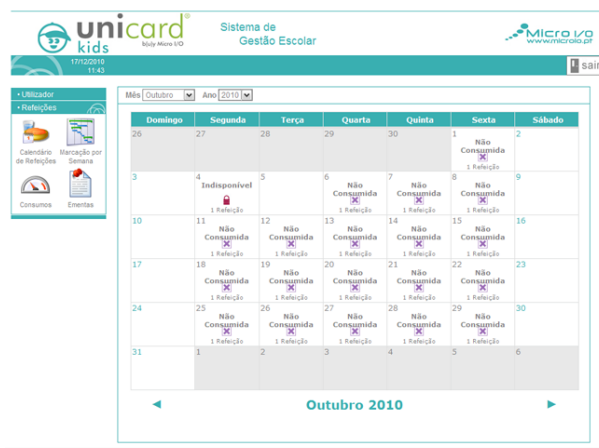 unicard®
kids
b(u)y Micro I/O
Sistema de
Gestão Escolar
Micro I/O
www.microio.pt
17/12/2010
11:43
sair
• Utilizador
• Refeições
Calendário
de Refeições
Marcação por
Semana
Consumos
Ementas
Mês Outubro Ano 2010
Domingo Segunda Terça Quarta Quinta Sexta Sábado
26 27 28 29 30 1 2
Não
Consumida
1 Refeição
3 4 5 6 7 8 9
Indisponível Não Não Não
Consumida Consumida Consumida
1 Refeição 1 Refeição 1 Refeição 1 Refeição
10 11 12 13 14 15 16
Não Não Não Não Não
Consumida Consumida Consumida Consumida Consumida
1 Refeição 1 Refeição 1 Refeição 1 Refeição 1 Refeição
17 18 19 20 21 22 23
Não Não Não Não Não
Consumida Consumida Consumida Consumida Consumida
1 Refeição 1 Refeição 1 Refeição 1 Refeição 1 Refeição
24 25 26 27 28 29 30
Não Não Não Não Não
Consumida Consumida Consumida Consumida Consumida
1 Refeição 1 Refeição 1 Refeição 1 Refeição 1 Refeição
31 1 2 3 4 5 6
Outubro 2010